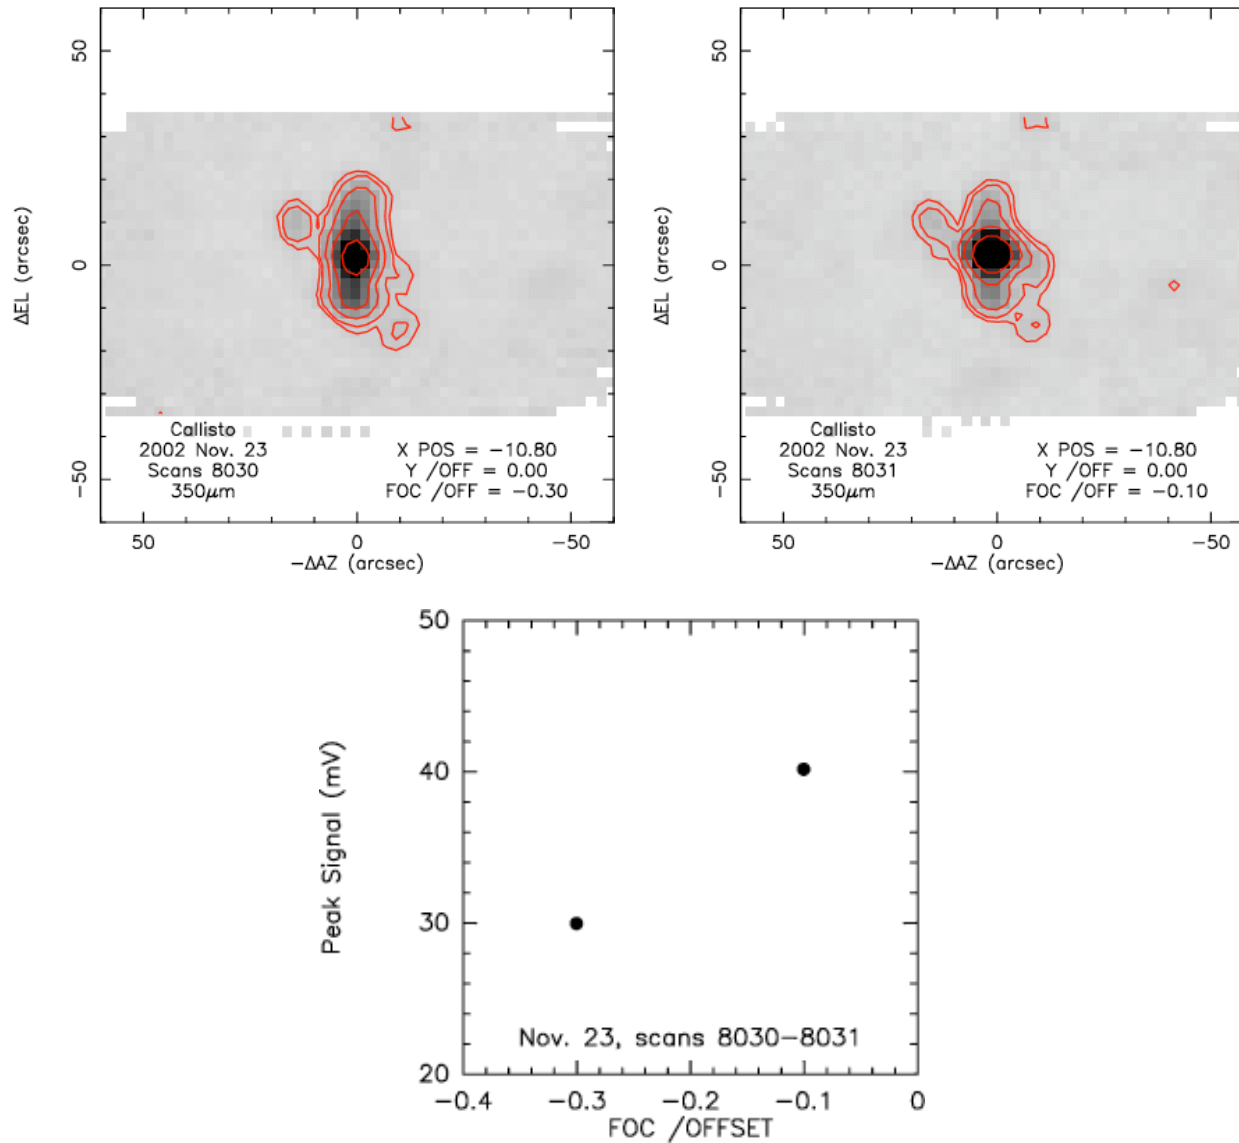 50
0
−50
ΔEL (arcsec)
Callisto
2002 Nov. 23
Scans 8030
350μm
X POS = −10.80
Y /OFF = 0.00
FOC /OFF = −0.30
50
0
−50
−ΔAZ (arcsec)
50
0
−50
ΔEL (arcsec)
Callisto
2002 Nov. 23
Scans 8031
350μm
X POS = −10.80
Y /OFF = 0.00
FOC /OFF = −0.10
50
0
−50
−ΔAZ (arcsec)
50
40
30
20
Peak Signal (mV)
Nov. 23, scans 8030−8031
−0.4
−0.3
−0.2
−0.1
0
FOC /OFFSET